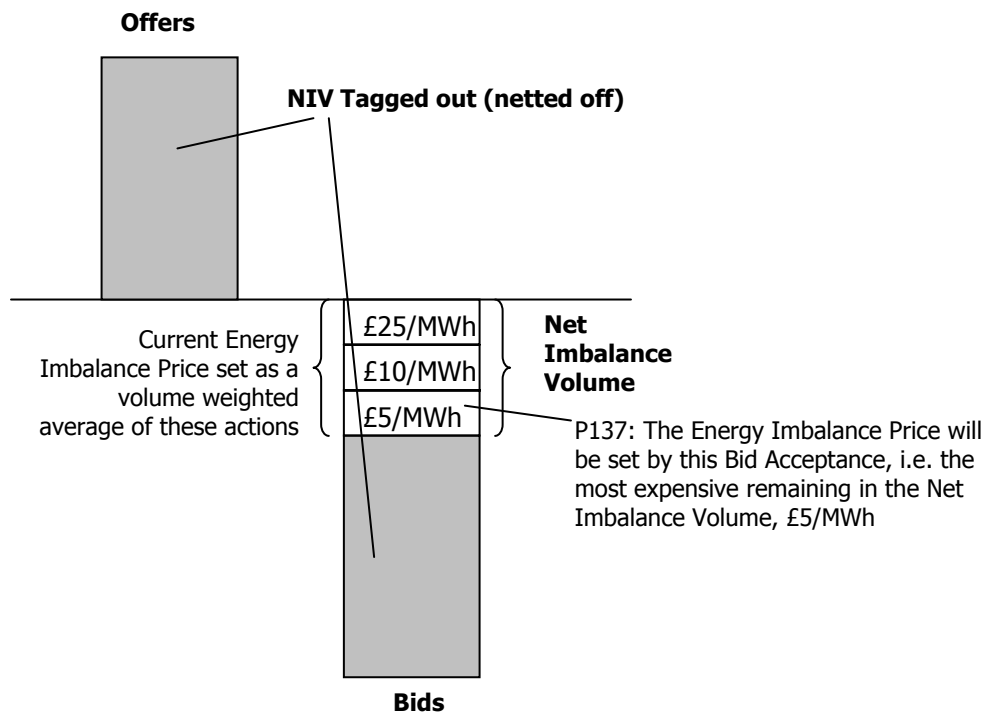 Offers
NIV Tagged out (netted off)
£25/MWh
£10/MWh
£5/MWh
Current Energy
Imbalance Price set as a
volume weighted
average of these actions
Net
Imbalance
Volume
P137: The Energy Imbalance Price will
be set by this Bid Acceptance, i.e. the
most expensive remaining in the Net
Imbalance Volume, £5/MWh
Bids